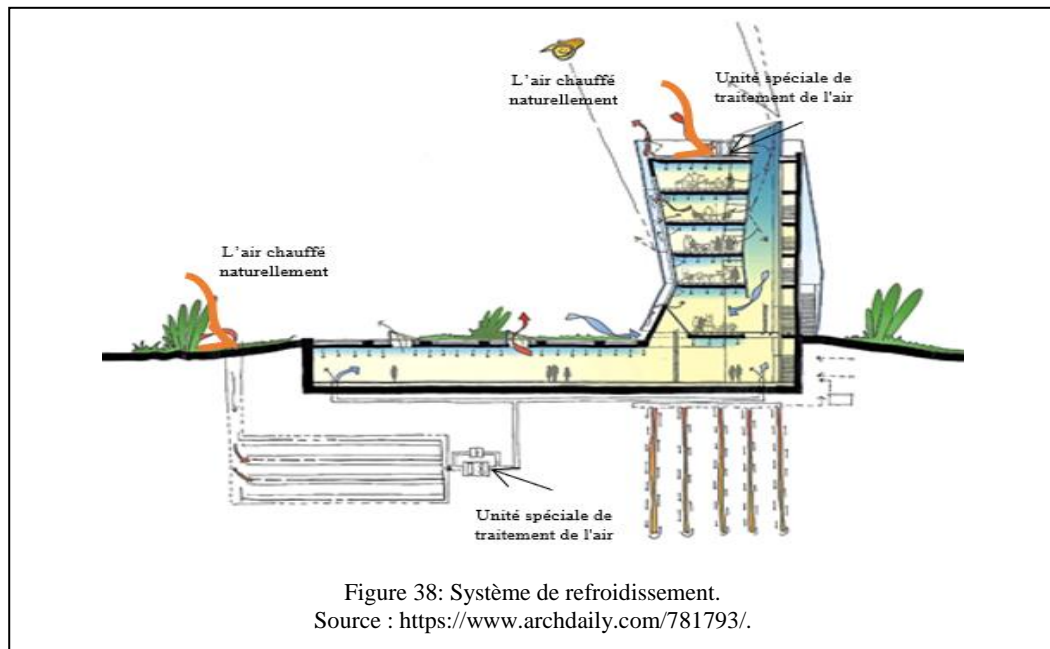 L'air chauffé
naturellement
Unité spéciale de
traitement de l'air
L'air chauffé
naturellement
Unité spéciale de
traitement de l'air
Figure 38: Système de refroidissement.
Source : https://www.archdaily.com/781793/.